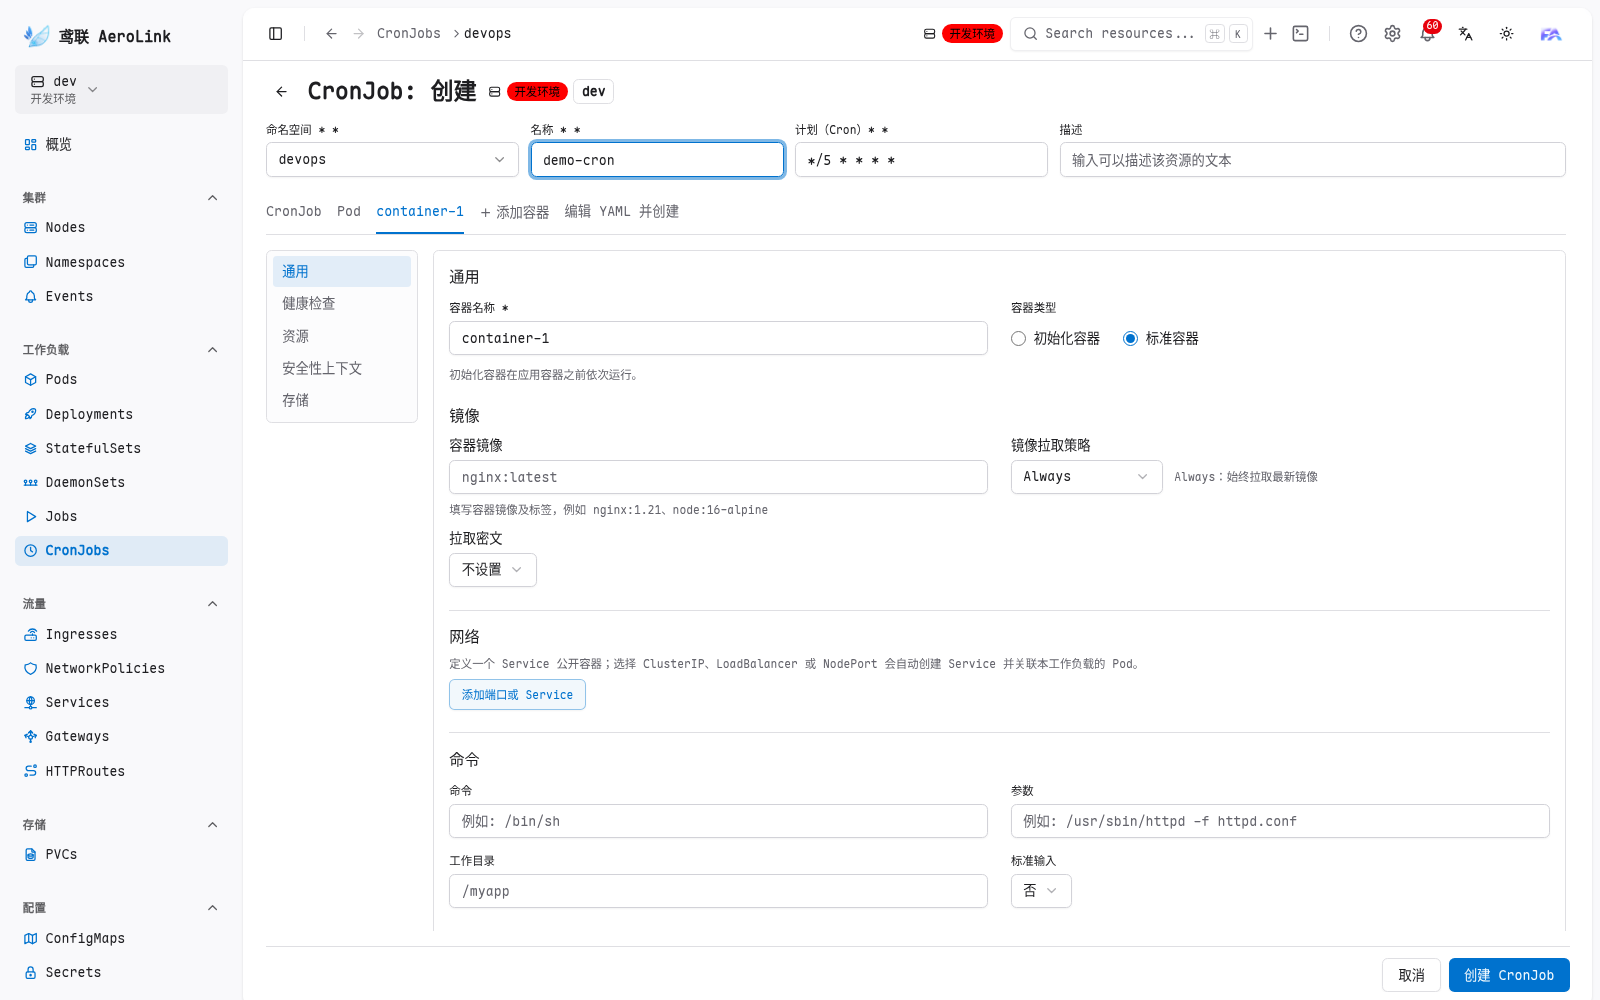 鸢联 AeroLink
dev
开发环境
概览
集群
Nodes
Namespaces
Events
工作负载
Pods
Deployments
StatefulSets
DaemonSets
Jobs
CronJobs
流量
Ingresses
NetworkPolicies
Services
Gateways
HTTPRoutes
存储
PVCs
配置
ConfigMaps
Secrets
CronJobs
devops
开发环境
Search resources...
⌘ K
60
CronJob: 创建
开发环境
dev
命名空间 * *
名称 * *
计划 (Cron) * *
描述
devops
demo-cron
*/5 * * * *
输入可以描述该资源的文本
CronJob
Pod
container-1
添加容器
编辑 YAML 并创建
通用
健康检查
资源
安全性上下文
存储
通用
容器名称 *
容器类型
container-1
初始化容器
标准容器
初始化容器在应用容器之前依次运行。
镜像
容器镜像
镜像拉取策略
nginx:latest
Always
Always：始终拉取最新镜像
填写容器镜像及标签，例如 nginx:1.21、node:16-alpine
拉取密文
不设置
网络
定义一个 Service 公开容器；选择 ClusterIP、LoadBalancer 或 NodePort 会自动创建 Service 并关联本工作负载的 Pod。
添加端口或 Service
命令
命令
参数
例如: /bin/sh
例如: /usr/sbin/httpd -f httpd.conf
工作目录
标准输入
/myapp
否
取消
创建 CronJob